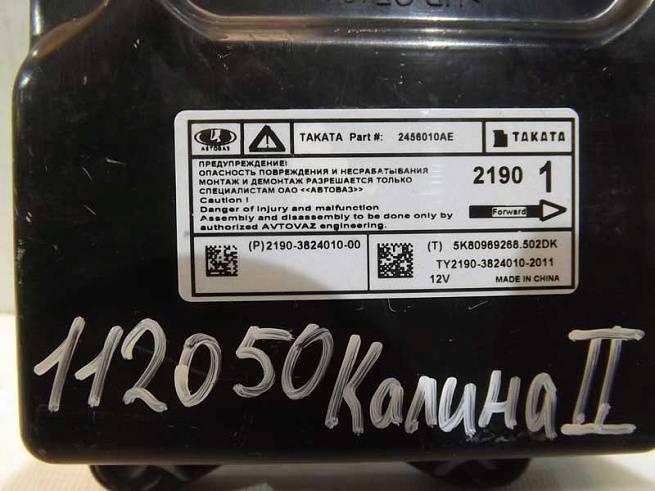 АВТОВАЗ
TAKATA Part #: 2456010AE
TAKATA
ПРЕДУПРЕЖДЕНИЕ!
ОПАСНОСТЬ ПОВРЕЖДЕНИЯ И НЕСРАБАТЫВАНИЯ
МОНТАЖ И ДЕМОНТАЖ РАЗРЕШАЕТСЯ ТОЛЬКО
СПЕЦИАЛИСТАМ ОАО <<АВТОВАЗ>>
Caution !
Danger of injury and malfunction
Assembly and disassembly to be done only by
authorized AVTOVAZ engineering.
2190 1
Forward
(P)2190-3824010-00
(T) 5K80969268.502DK
TY2190-3824010-2011
12V MADE IN CHINA
112050 Калина II